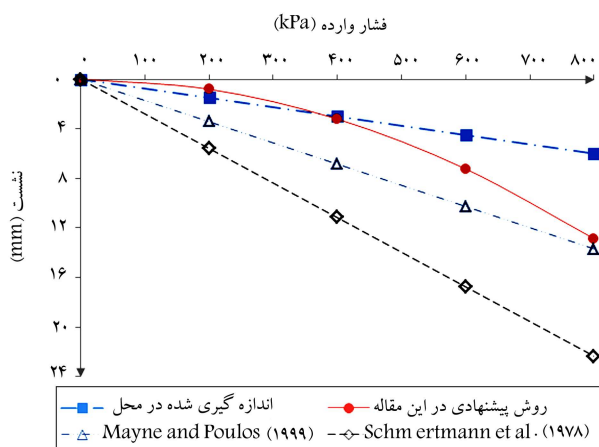 فشار وارده (kPa)
۰ ۱۰۰ ۲۰۰ ۳۰۰ ۴۰۰ ۵۰۰ ۶۰۰ ۷۰۰ ۸۰۰
نشست (mm)
۰
۴
۸
۱۲
۱۶
۲۰
۲۴
اندازه گیری شده در محل
روش پیشنهادی در این مقاله
Mayne and Poulos (۱۹۹۹)
Schm ertmann et al. (۱۹۷۸)